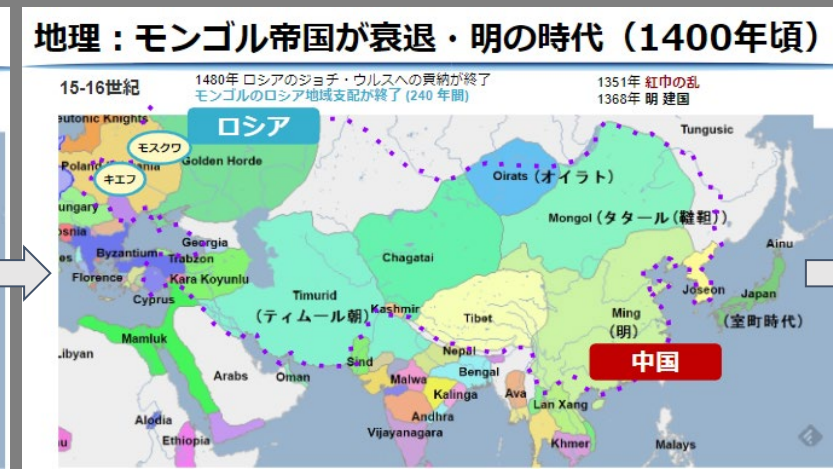 地理：モンゴル帝国が衰退・明の時代（1400年頃）
15-16世紀
1480年 ロシアのジョチ・ウルスへの貢納が終了
モンゴルのロシア地域支配が終了 (240 年間)
1351年 紅巾の乱
1368年 明 建国
eutonic Knights
ロシア
モスクワ
キエフ
Poland
uania
Golden Horde
Tungusic
Oirats (オイラト)
ungary
Mongol (タタール(韃靼))
osnia
Georgia
Byzantium
Trabzon
Chagatai
Ainu
es
Florence
Kara Koyunlu
Cyprus
Timurid
(ティムール朝)
Kashmir
Tibet
Ming
(明)
Joseon
Japan
(室町時代)
中国
Mamluk
Libyan
Arabs
Oman
Sind
Nepal
Malwa
Bengal
Kalinga
Ava
Andhra
Lan Xang
Vijayanagara
Alodia
Ethiopia
Khmer
Malays